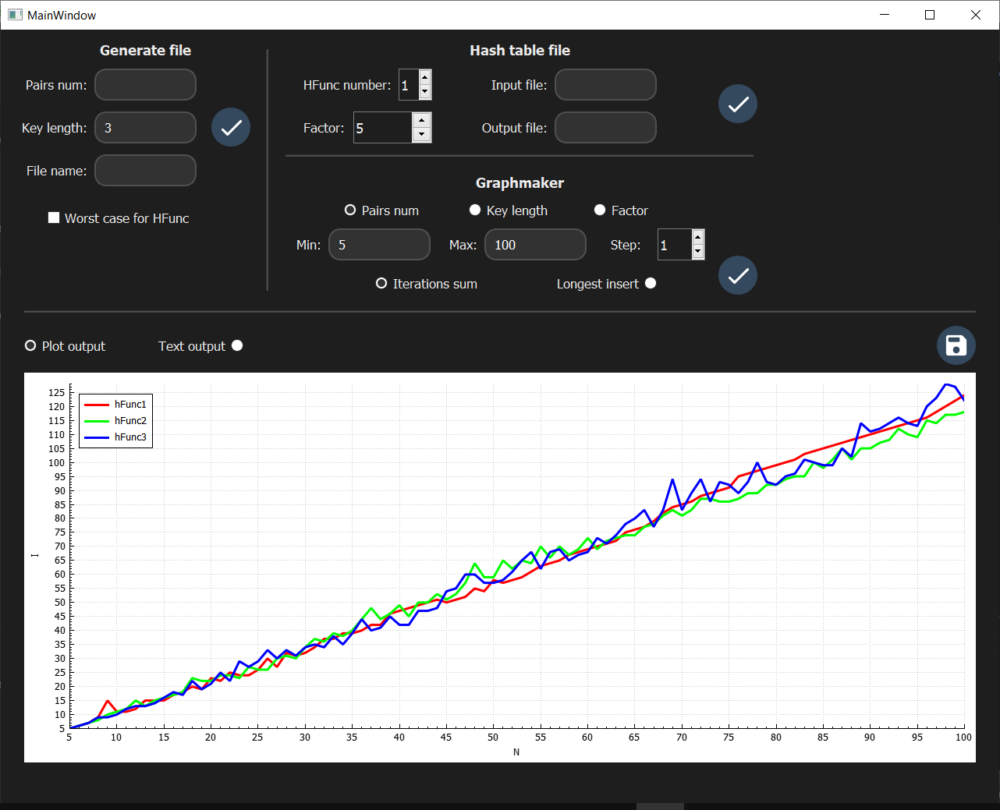 MainWindow
Generate file
Pairs num:
Key length: 3
File name:
Worst case for HFunc
Hash table file
HFunc number: 1
Input file:
Factor: 5
Output file:
Graphmaker
Pairs num
Key length
Factor
Min: 5
Max: 100
Step: 1
Iterations sum
Longest insert
Plot output
Text output
hFunc1
hFunc2
hFunc3
125
120
115
110
105
100
95
90
85
80
75
70
65
60
55
50
45
40
35
30
25
20
15
10
5
I
5 10 15 20 25 30 35 40 45 50 55 60 65 70 75 80 85 90 95 100
N